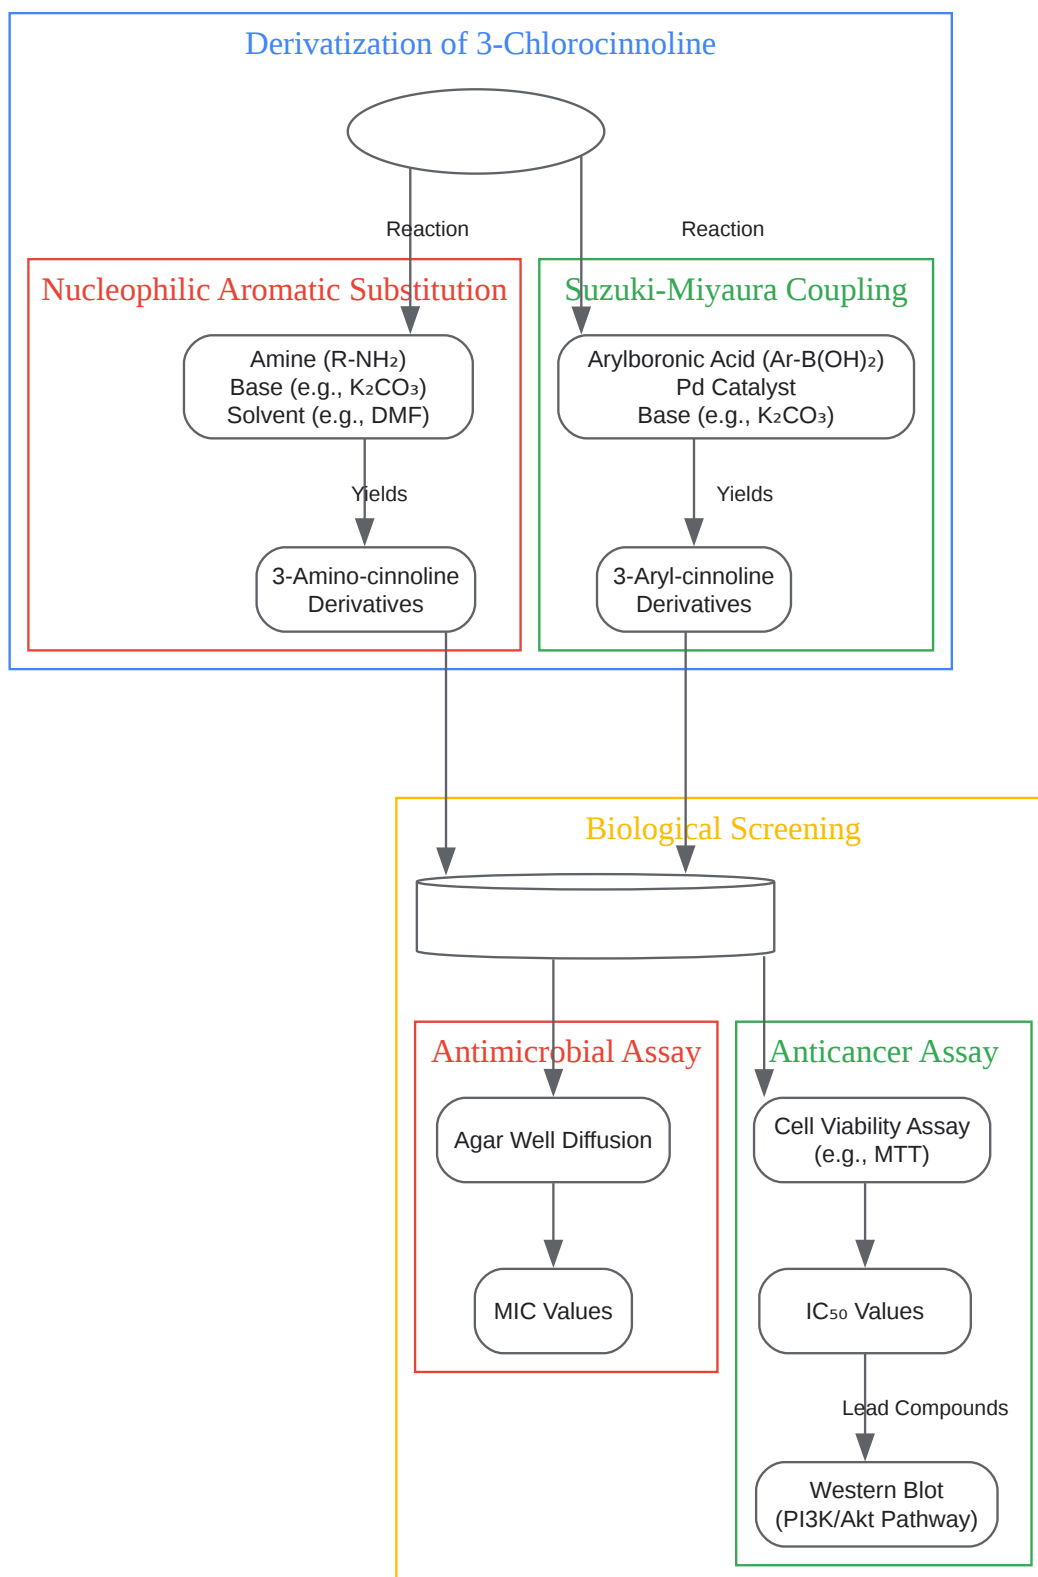 Derivatization of 3-Chlorocinnoline
Reaction
Reaction
Nucleophilic Aromatic Substitution
Suzuki-Miyaura Coupling
Amine (R-NH₂)
Base (e.g., K₂CO₃)
Solvent (e.g., DMF)
Arylboronic Acid (Ar-B(OH)₂)
Pd Catalyst
Base (e.g., K₂CO₃)
Yields
Yields
3-Amino-cinnoline
Derivatives
3-Aryl-cinnoline
Derivatives
Biological Screening
Antimicrobial Assay
Anticancer Assay
Agar Well Diffusion
Cell Viability Assay
(e.g., MTT)
MIC Values
IC₅₀ Values
Lead Compounds
Western Blot
(PI3K/Akt Pathway)